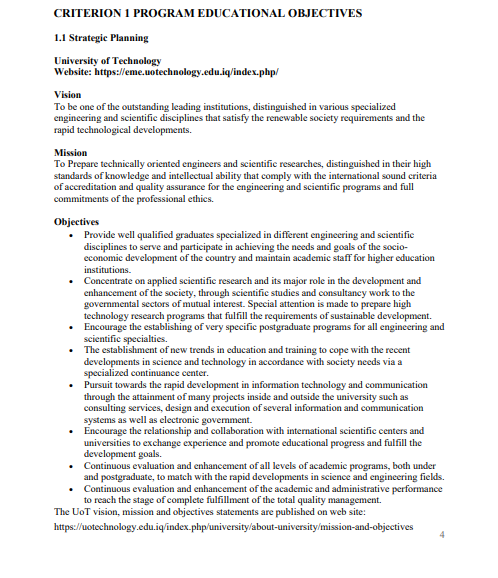 CRITERION 1 PROGRAM EDUCATIONAL OBJECTIVES
1.1 Strategic Planning
University of Technology
Website: https://eme.uotechnology.edu.iq/index.php/
Vision
To be one of the outstanding leading institutions, distinguished in various specialized
engineering and scientific disciplines that satisfy the renewable society requirements and the
rapid technological developments.
Mission
To Prepare technically oriented engineers and scientific researches, distinguished in their high
standards of knowledge and intellectual ability that comply with the international sound criteria
of accreditation and quality assurance for the engineering and scientific programs and full
commitments of the professional ethics.
Objectives
• Provide well qualified graduates specialized in different engineering and scientific
disciplines to serve and participate in achieving the needs and goals of the socio-
economic development of the country and maintain academic staff for higher education
institutions.
• Concentrate on applied scientific research and its major role in the development and
enhancement of the society, through scientific studies and consultancy work to the
governmental sectors of mutual interest. Special attention is made to prepare high
technology research programs that fulfill the requirements of sustainable development.
• Encourage the establishing of very specific postgraduate programs for all engineering and
scientific specialties.
• The establishment of new trends in education and training to cope with the recent
developments in science and technology in accordance with society needs via a
specialized continuance center.
• Pursuit towards the rapid development in information technology and communication
through the attainment of many projects inside and outside the university such as
consulting services, design and execution of several information and communication
systems as well as electronic government.
• Encourage the relationship and collaboration with international scientific centers and
universities to exchange experience and promote educational progress and fulfill the
development goals.
• Continuous evaluation and enhancement of all levels of academic programs, both under
and postgraduate, to match with the rapid developments in science and engineering fields.
• Continuous evaluation and enhancement of the academic and administrative performance
to reach the stage of complete fulfillment of the total quality management.
The UoT vision, mission and objectives statements are published on web site:
https://uotechnology.edu.iq/index.php/university/about-university/mission-and-objectives
4